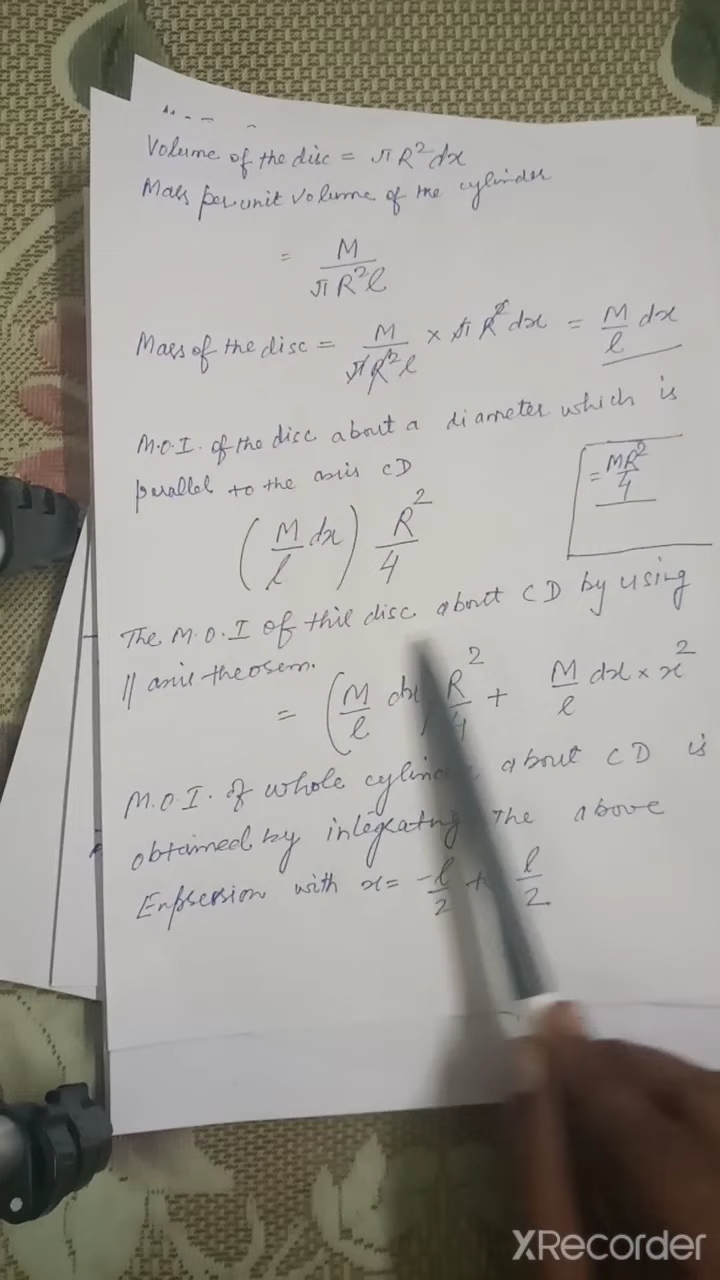 Volume of the disc = πR²dx
Mass per unit volume of the cylinder
= M/πR²l
Mass of the disc = M/πR²l × πR²dx = M/l dx
M.O.I. of the disc about a diameter which is
parallel to the axis CD
= MR²/4
(M/l dx) R²/4
The M.O.I of this disc about CD by using
|| axis theorem.
= (M/l dx) R²/4 + M/l dx × x²
M.O.I. of whole cylinder about CD is
obtained by integrating the above
Expression with x = -l/2 to l/2
XRecorder